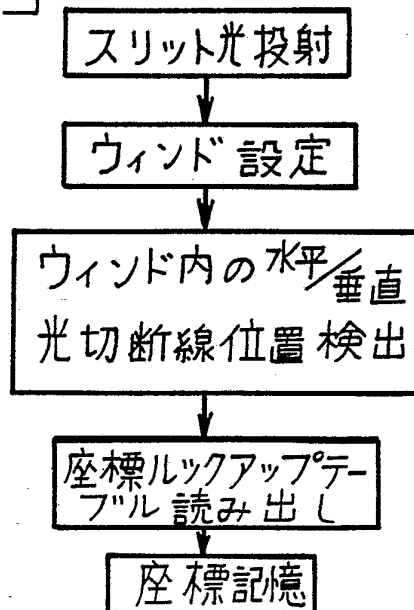 スリット光投射
ウィンド設定
ウィンド内の水平/垂直
光切断線位置検出
座標ルックアップテー
ブル読み出し
座標記憶